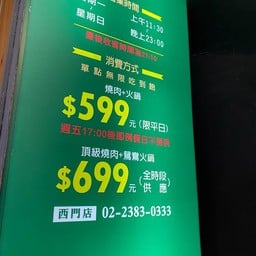 業時間
星期一 上午11:30
~ ~
星期日 晚上23:00
消費方式
單點無限吃到飽
燒肉+火鍋
$599元(限平日)
週五17:00後即為假日不適用
頂級燒肉+鴛鴦火鍋
$699元(全時段供應)
西門店 02-2383-0333